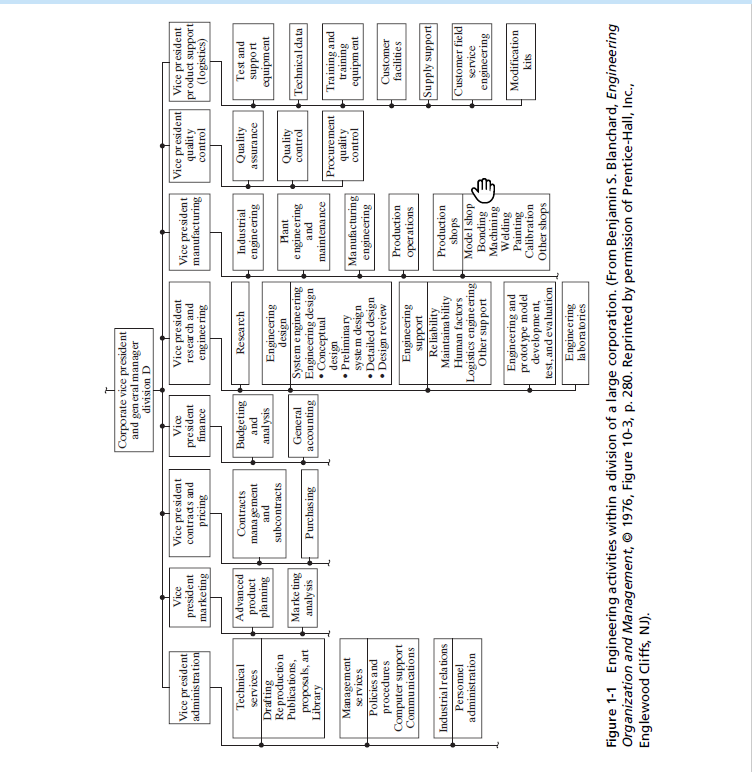 Corporate vice president
and general manager
division D
Vice president
administration
Vice
president
marketing
Vice president
contracts and
pricing
Vice
president
finance
Vice president
research and
engineering
Vice president
manufacturing
Vice president
quality
control
Vice president
product support
(logistics)
Technical
services
Drafting
Reproduction
Publications,
proposals, art
Library
Management
services
Policies and
procedures
Computer support
Communications
Industrial relations
Personnel
administration
Advanced
product
planning
Marketing
analysis
Contracts
management
and
subcontracts
Purchasing
Budgeting
and
analysis
General
accounting
Research
Engineering
design
System engineering
Engineering design
• Conceptual
design
• Preliminary
system design
• Detailed design
• Design review
Engineering
support
Reliability
Maintainability
Human factors
Logistics engineering
Other support
Engineering and
prototype model
development,
test, and evaluation
Engineering
laboratories
Industrial
engineering
Plant
engineering
and
maintenance
Manufacturing
engineering
Production
operations
Production
shops
Model shop
Bonding
Machining
Welding
Painting
Calibration
Other shops
Quality
assurance
Quality
control
Procurement
quality
control
Test and
support
equipment
Technical data
Training and
training
equipment
Customer
facilities
Supply support
Customer field
service
engineering
Modification
kits
Figure 1-1 Engineering activities within a division of a large corporation. (From Benjamin S. Blanchard, Engineering
Organization and Management, © 1976, Figure 10-3, p. 280. Reprinted by permission of Prentice-Hall, Inc.,
Englewood Cliffs, NJ).